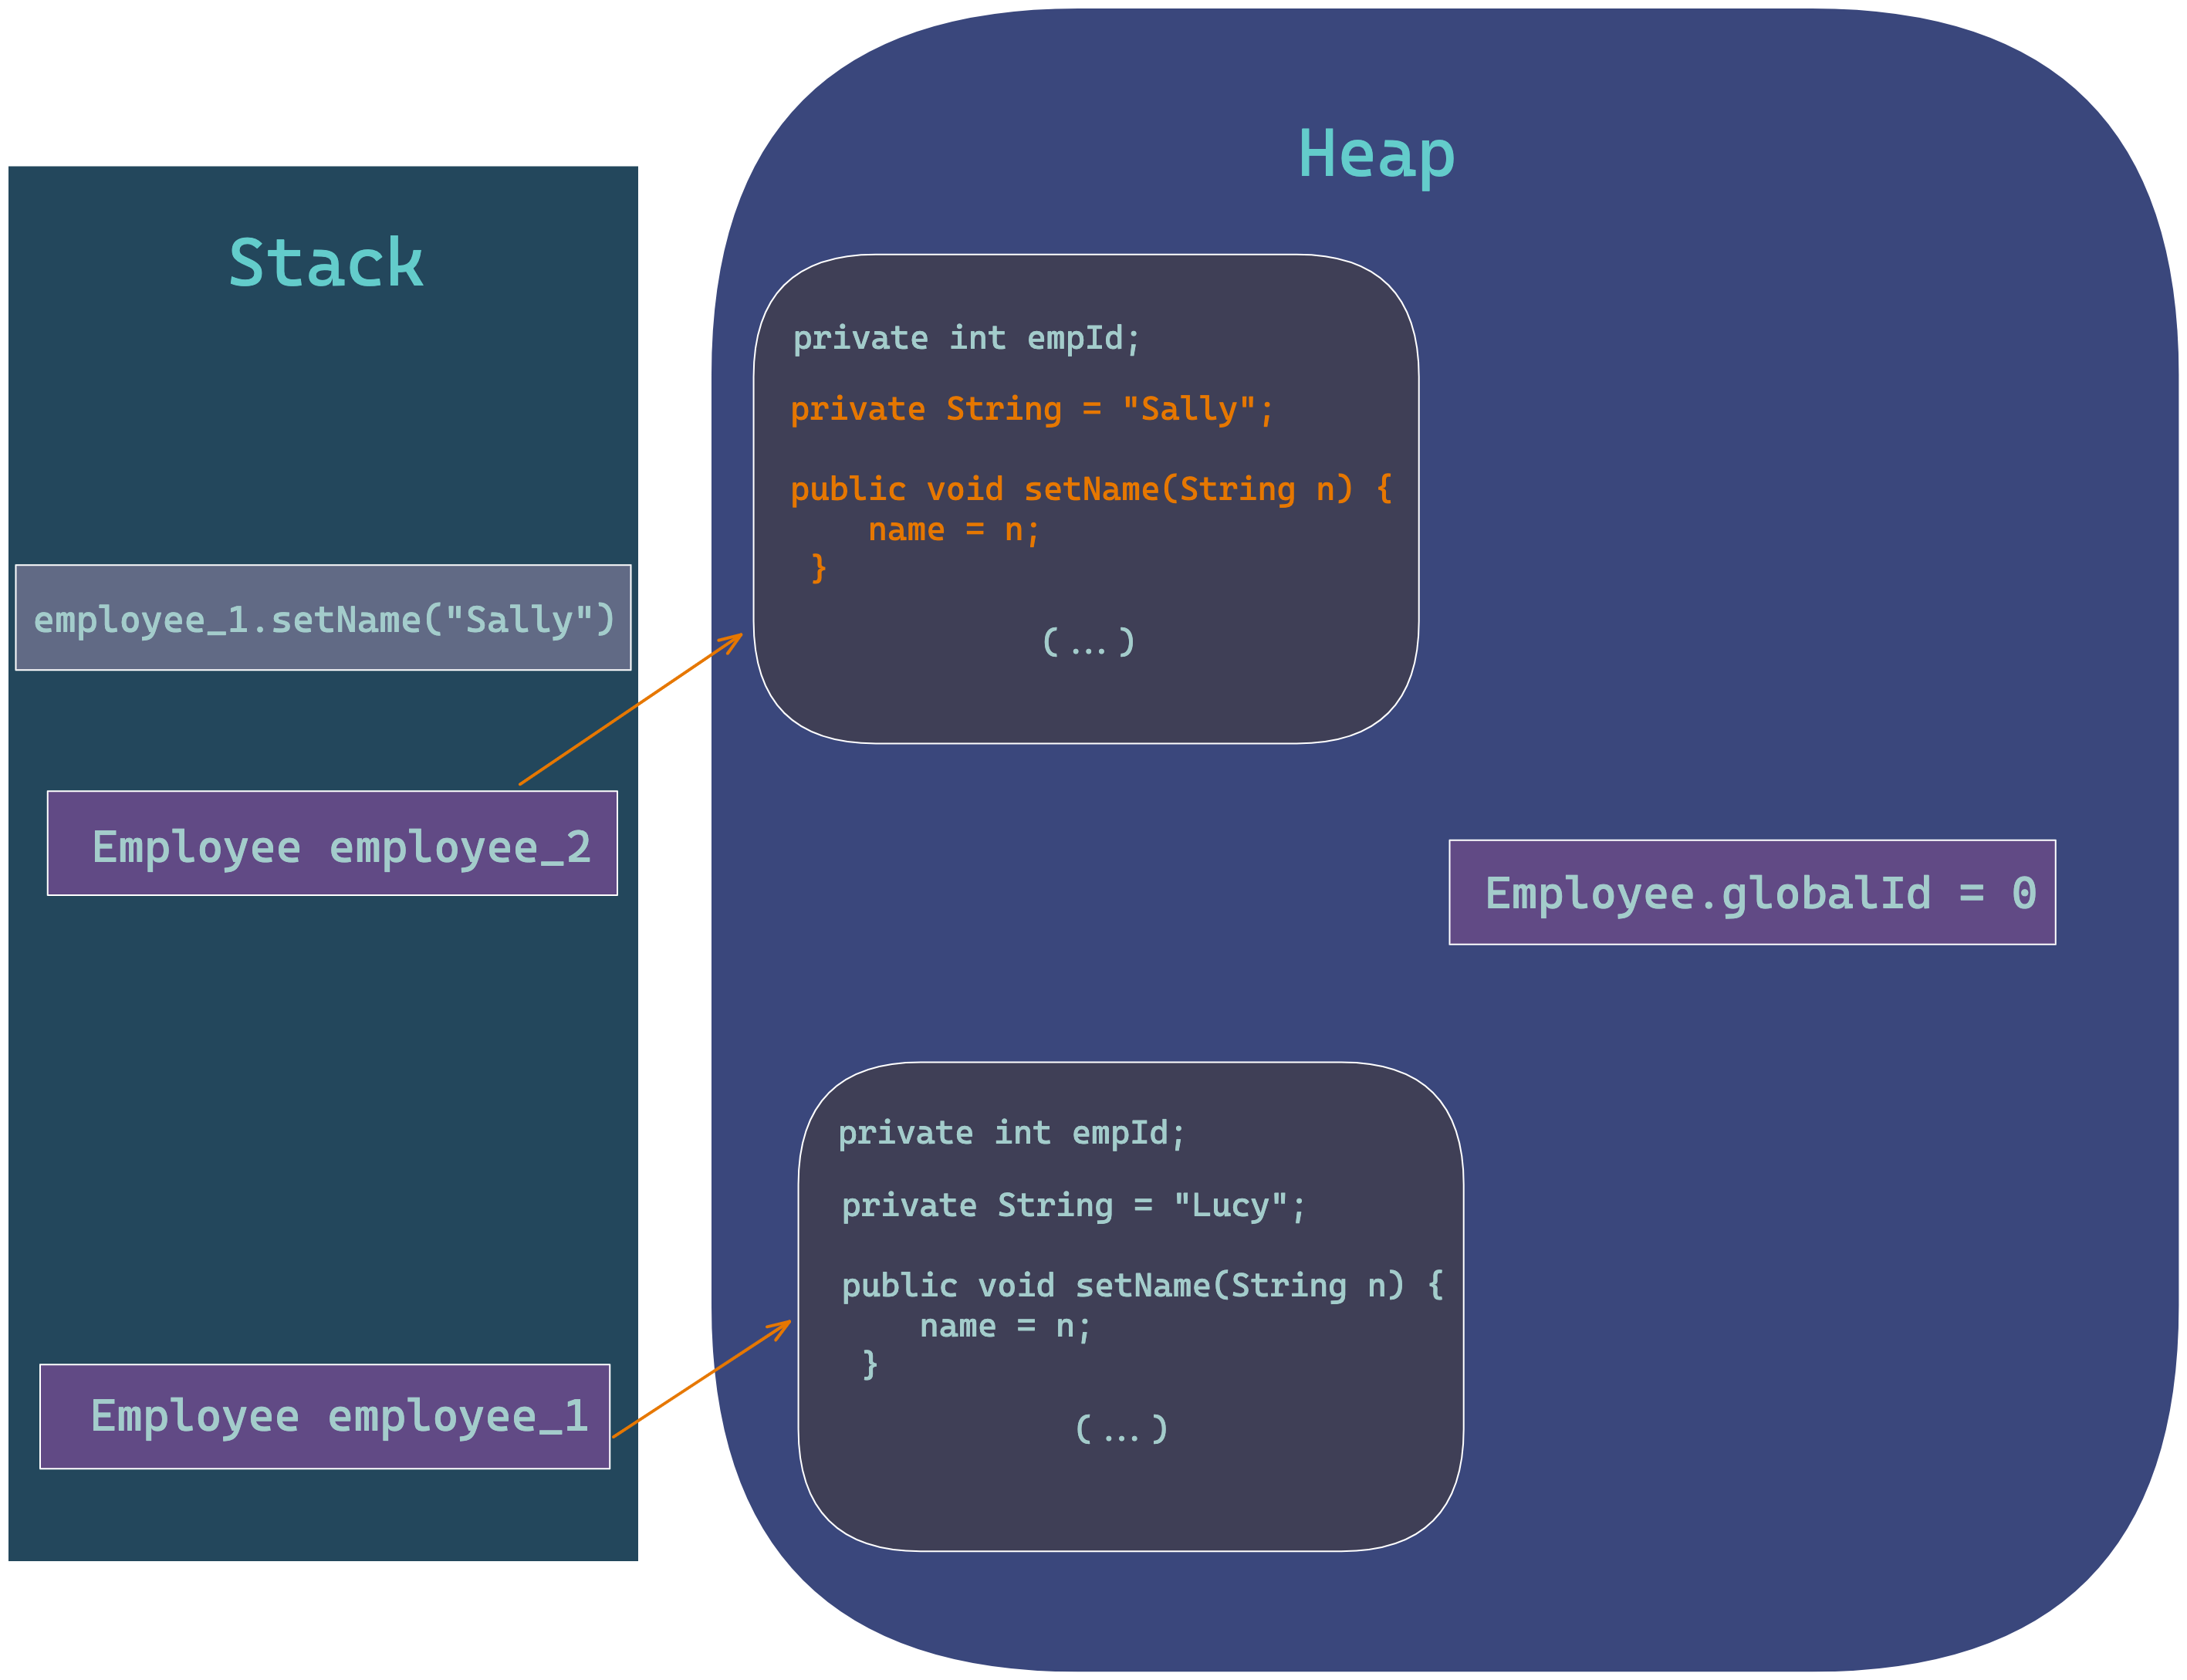 Stack
employee_1.setName("Sally")
Employee employee_2
Employee employee_1
Heap
private int empId;
private String = "Sally";
public void setName(String n) {
name = n;
}
(...)
Employee.globalId = 0
private int empId;
private String = "Lucy";
public void setName(String n) {
name = n;
}
(...)